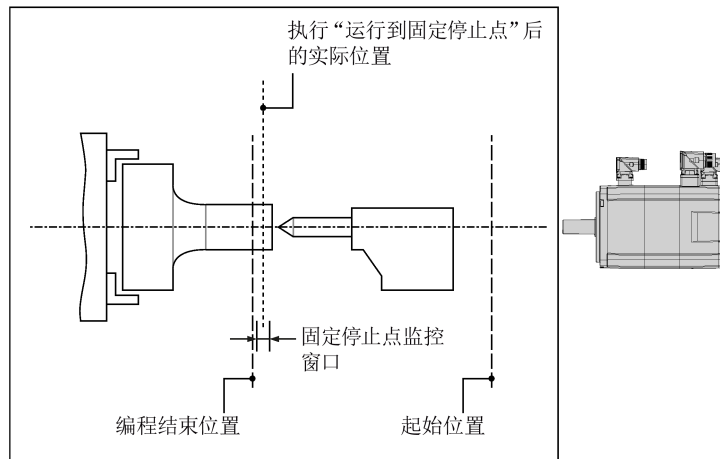 执行“运行到固定停止点”后
的实际位置
固定停止点监控
窗口
编程结束位置
起始位置